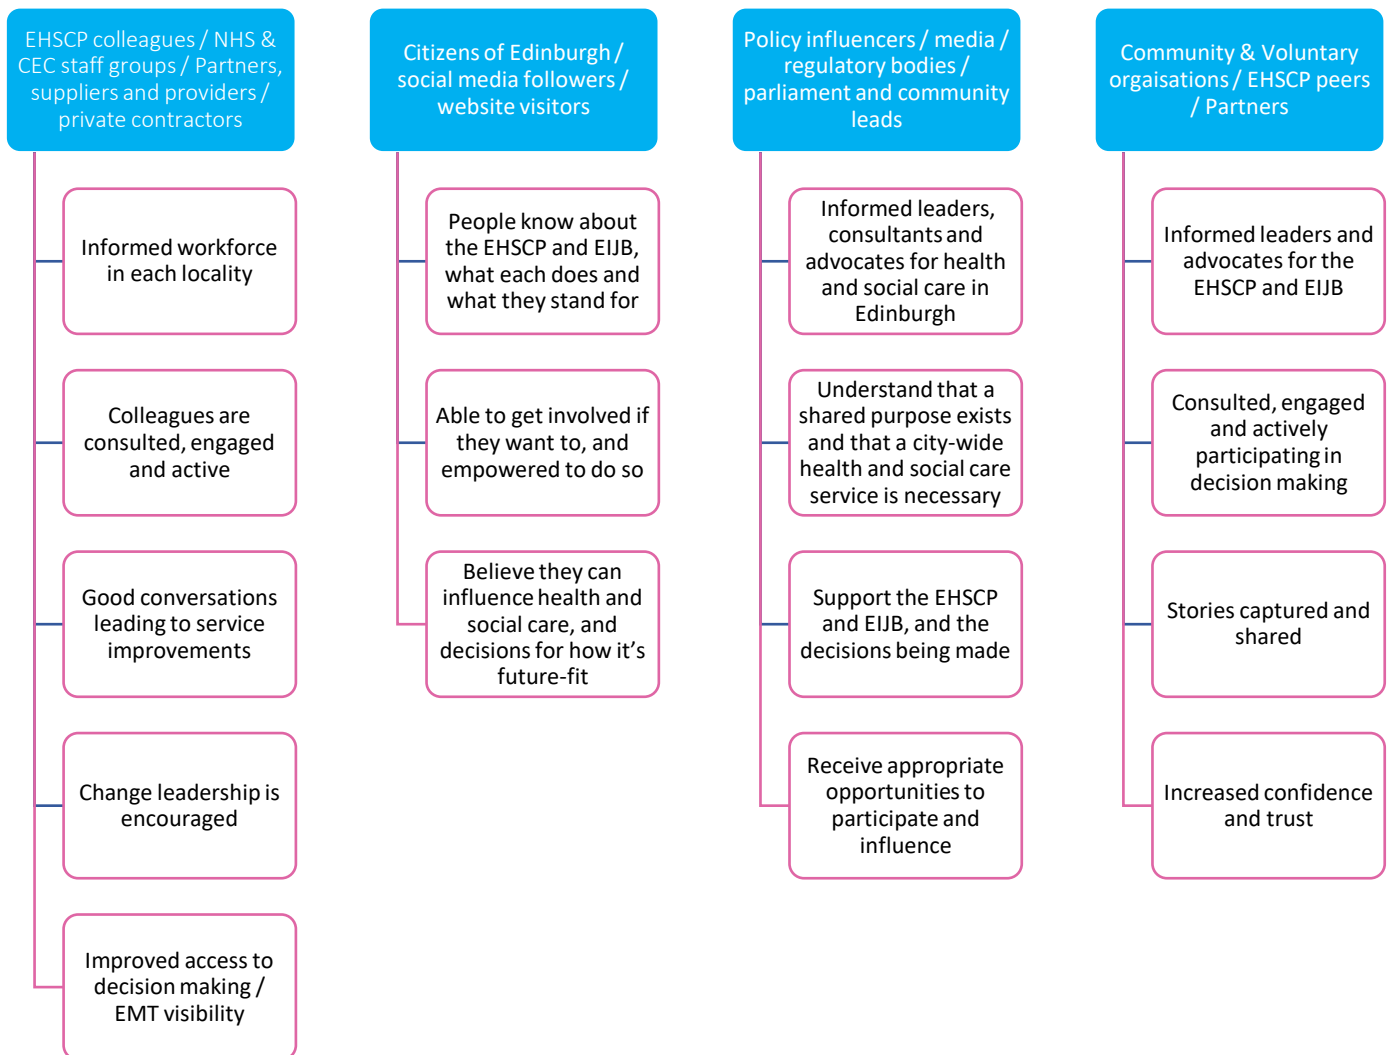 EHSCP colleagues / NHS &
CEC staff groups / Partners,
suppliers and providers /
private contractors
Informed workforce
in each locality
Colleagues are
consulted, engaged
and active
Good conversations
leading to service
improvements
Change leadership is
encouraged
Improved access to
decision making /
EMT visibility
Citizens of Edinburgh /
social media followers /
website visitors
People know about
the EHSCP and EIJB,
what each does and
what they stand for
Able to get involved if
they want to, and
empowered to do so
Believe they can
influence health and
social care, and
decisions for how it’s
future-fit
Policy influencers / media /
regulatory bodies /
parliament and community
leads
Informed leaders,
consultants and
advocates for health
and social care in
Edinburgh
Understand that a
shared purpose exists
and that a city-wide
health and social care
service is necessary
Support the EHSCP
and EIJB, and the
decisions being made
Receive appropriate
opportunities to
participate and
influence
Community & Voluntary
orgaisations / EHSCP peers
/ Partners
Informed leaders and
advocates for the
EHSCP and EIJB
Consulted, engaged
and actively
participating in
decision making
Stories captured and
shared
Increased confidence
and trust